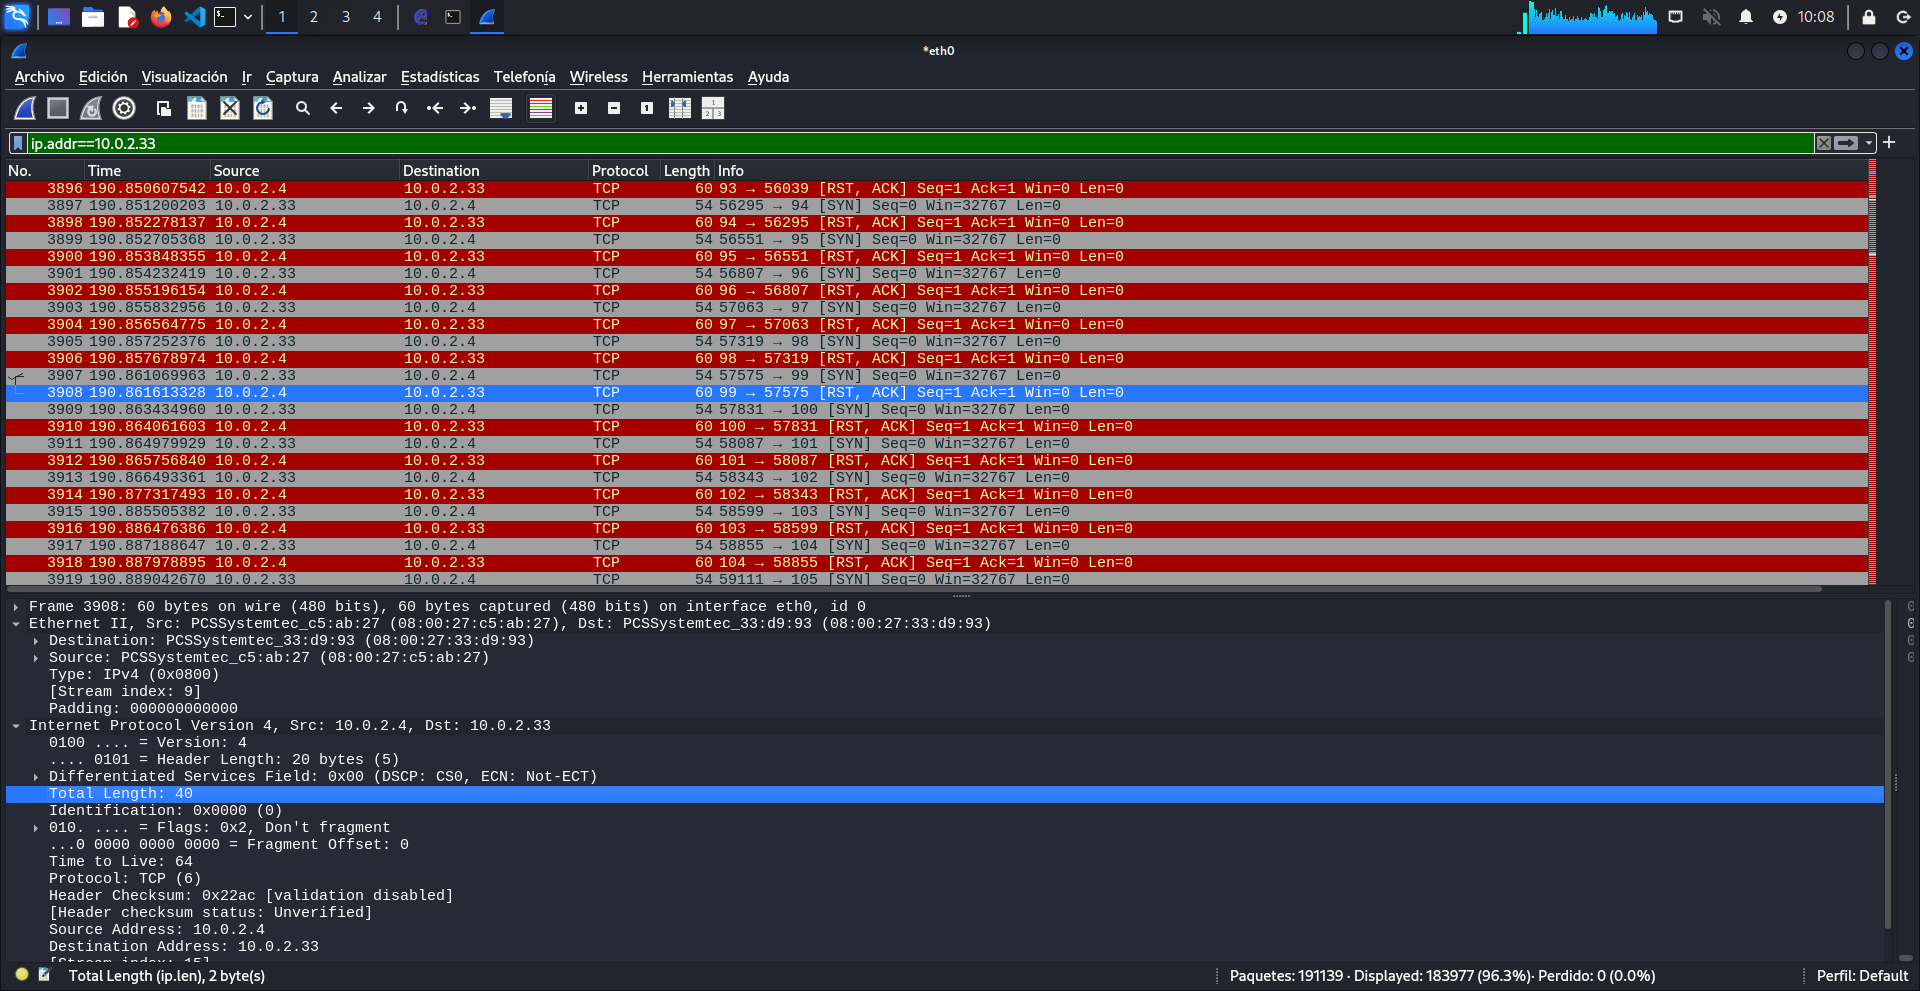 1 2 3 4 10:08
*eth0
Archivo Edición Visualización Ir Captura Analizar Estadísticas Telefonía Wireless Herramientas Ayuda
ip.addr==10.0.2.33
No. Time Source Destination Protocol Length Info
3896 190.850607542 10.0.2.4 10.0.2.33 TCP 60 93 → 56039 [RST, ACK] Seq=1 Ack=1 Win=0 Len=0
3897 190.851200203 10.0.2.33 10.0.2.4 TCP 54 56295 → 94 [SYN] Seq=0 Win=32767 Len=0
3898 190.852278137 10.0.2.4 10.0.2.33 TCP 60 94 → 56295 [RST, ACK] Seq=1 Ack=1 Win=0 Len=0
3899 190.852705368 10.0.2.33 10.0.2.4 TCP 54 56551 → 95 [SYN] Seq=0 Win=32767 Len=0
3900 190.853848355 10.0.2.4 10.0.2.33 TCP 60 95 → 56551 [RST, ACK] Seq=1 Ack=1 Win=0 Len=0
3901 190.854232419 10.0.2.33 10.0.2.4 TCP 54 56807 → 96 [SYN] Seq=0 Win=32767 Len=0
3902 190.855196154 10.0.2.4 10.0.2.33 TCP 60 96 → 56807 [RST, ACK] Seq=1 Ack=1 Win=0 Len=0
3903 190.855832956 10.0.2.33 10.0.2.4 TCP 54 57063 → 97 [SYN] Seq=0 Win=32767 Len=0
3904 190.856564775 10.0.2.4 10.0.2.33 TCP 60 97 → 57063 [RST, ACK] Seq=1 Ack=1 Win=0 Len=0
3905 190.857252376 10.0.2.33 10.0.2.4 TCP 54 57319 → 98 [SYN] Seq=0 Win=32767 Len=0
3906 190.857678974 10.0.2.4 10.0.2.33 TCP 60 98 → 57319 [RST, ACK] Seq=1 Ack=1 Win=0 Len=0
3907 190.861069963 10.0.2.33 10.0.2.4 TCP 54 57575 → 99 [SYN] Seq=0 Win=32767 Len=0
3908 190.861613328 10.0.2.4 10.0.2.33 TCP 60 99 → 57575 [RST, ACK] Seq=1 Ack=1 Win=0 Len=0
3909 190.863434960 10.0.2.33 10.0.2.4 TCP 54 57831 → 100 [SYN] Seq=0 Win=32767 Len=0
3910 190.864061603 10.0.2.4 10.0.2.33 TCP 60 100 → 57831 [RST, ACK] Seq=1 Ack=1 Win=0 Len=0
3911 190.864979929 10.0.2.33 10.0.2.4 TCP 54 58087 → 101 [SYN] Seq=0 Win=32767 Len=0
3912 190.865756840 10.0.2.4 10.0.2.33 TCP 60 101 → 58087 [RST, ACK] Seq=1 Ack=1 Win=0 Len=0
3913 190.866493361 10.0.2.33 10.0.2.4 TCP 54 58343 → 102 [SYN] Seq=0 Win=32767 Len=0
3914 190.877317493 10.0.2.4 10.0.2.33 TCP 60 102 → 58343 [RST, ACK] Seq=1 Ack=1 Win=0 Len=0
3915 190.885505382 10.0.2.33 10.0.2.4 TCP 54 58599 → 103 [SYN] Seq=0 Win=32767 Len=0
3916 190.886476386 10.0.2.4 10.0.2.33 TCP 60 103 → 58599 [RST, ACK] Seq=1 Ack=1 Win=0 Len=0
3917 190.887188647 10.0.2.33 10.0.2.4 TCP 54 58855 → 104 [SYN] Seq=0 Win=32767 Len=0
3918 190.887978895 10.0.2.4 10.0.2.33 TCP 60 104 → 58855 [RST, ACK] Seq=1 Ack=1 Win=0 Len=0
3919 190.889042670 10.0.2.33 10.0.2.4 TCP 54 59111 → 105 [SYN] Seq=0 Win=32767 Len=0
Frame 3908: 60 bytes on wire (480 bits), 60 bytes captured (480 bits) on interface eth0, id 0
Ethernet II, Src: PCSSystemtec_c5:ab:27 (08:00:27:c5:ab:27), Dst: PCSSystemtec_33:d9:93 (08:00:27:33:d9:93)
Destination: PCSSystemtec_33:d9:93 (08:00:27:33:d9:93)
Source: PCSSystemtec_c5:ab:27 (08:00:27:c5:ab:27)
Type: IPv4 (0x0800)
[Stream index: 9]
Padding: 000000000000
Internet Protocol Version 4, Src: 10.0.2.4, Dst: 10.0.2.33
0100 .... = Version: 4
.... 0101 = Header Length: 20 bytes (5)
Differentiated Services Field: 0x00 (DSCP: CS0, ECN: Not-ECT)
Total Length: 40
Identification: 0x0000 (0)
010. .... = Flags: 0x2, Don't fragment
...0 0000 0000 0000 = Fragment Offset: 0
Time to Live: 64
Protocol: TCP (6)
Header Checksum: 0x22ac [validation disabled]
[Header checksum status: Unverified]
Source Address: 10.0.2.4
Destination Address: 10.0.2.33
[Stream index: 15]
Total Length (ip.len), 2 byte(s) Paquetes: 191139 · Displayed: 183977 (96.3%) · Perdido: 0 (0.0%) Perfil: Default